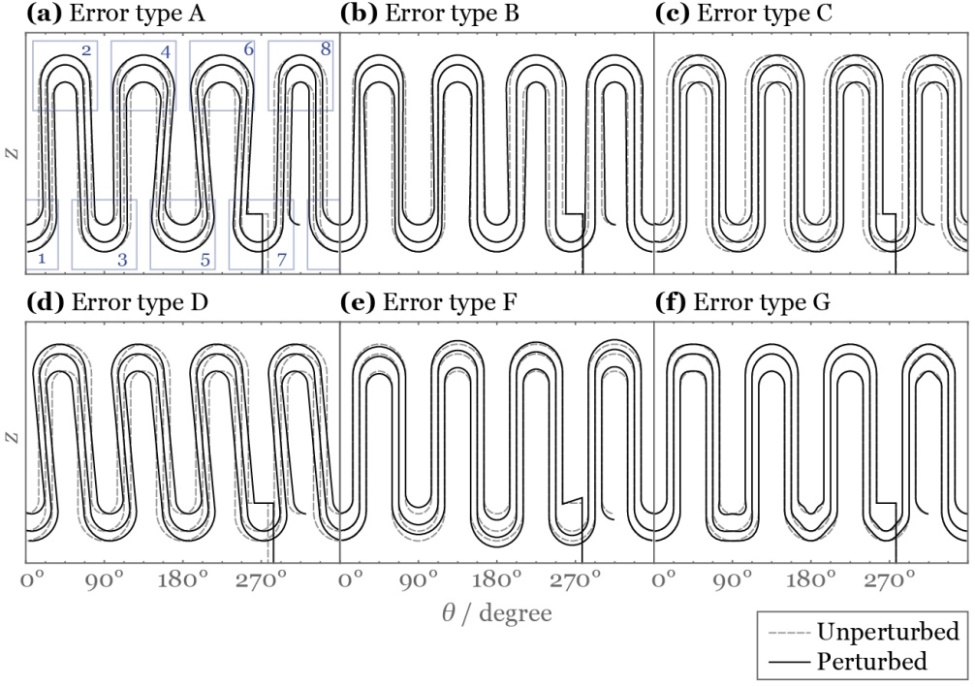 (a) Error type A
(b) Error type B
(c) Error type C
2 4 6 8
z
1 3 5 7
(d) Error type D
(e) Error type F
(f) Error type G
z
0° 90° 180° 270° 0° 90° 180° 270° 0° 90° 180° 270°
θ / degree
Unperturbed
Perturbed